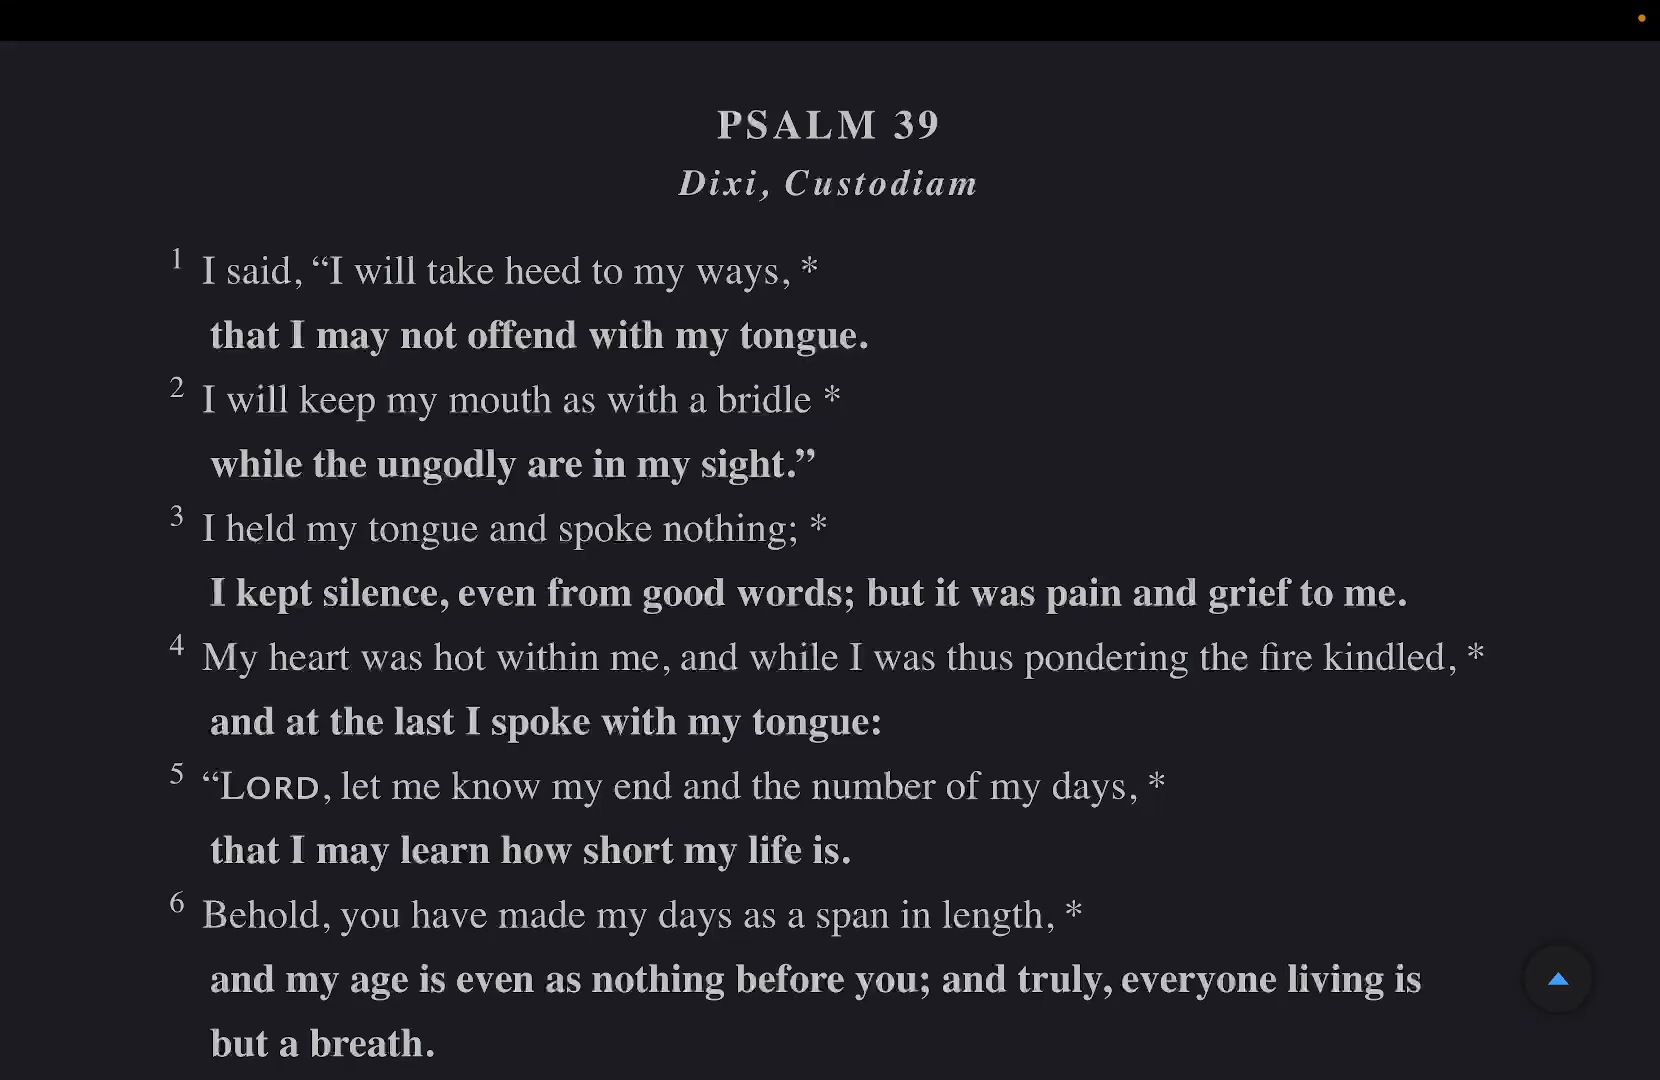 PSALM 39
Dixi, Custodiam
1 I said, “I will take heed to my ways, *
that I may not offend with my tongue.
2 I will keep my mouth as with a bridle *
while the ungodly are in my sight.”
3 I held my tongue and spoke nothing; *
I kept silence, even from good words; but it was pain and grief to me.
4 My heart was hot within me, and while I was thus pondering the fire kindled, *
and at the last I spoke with my tongue:
5 “LORD, let me know my end and the number of my days, *
that I may learn how short my life is.
6 Behold, you have made my days as a span in length, *
and my age is even as nothing before you; and truly, everyone living is
but a breath.